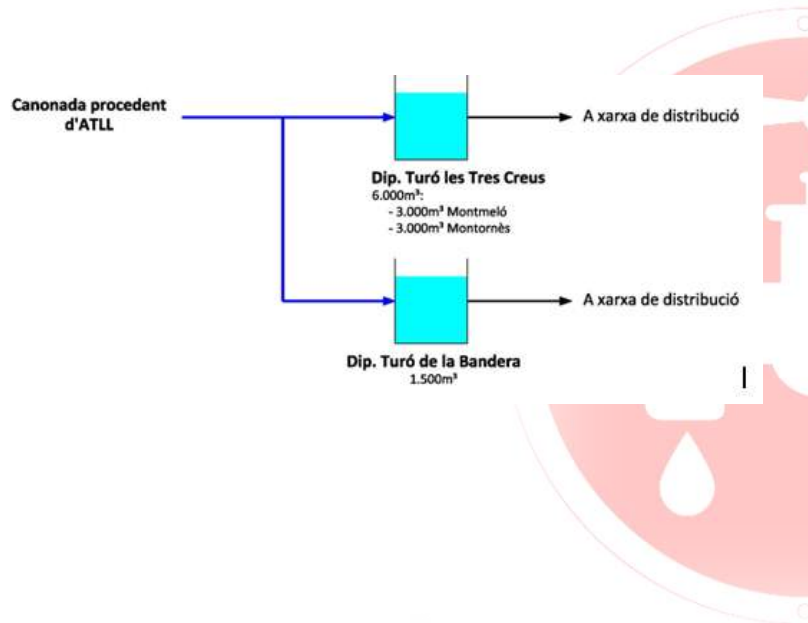 Canonada procedent
d'ATLL
A xarxa de distribució
Dip. Turó les Tres Creus
6.000m³:
- 3.000m³ Montmeló
- 3.000m³ Montornès
A xarxa de distribució
Dip. Turó de la Bandera
1.500m³